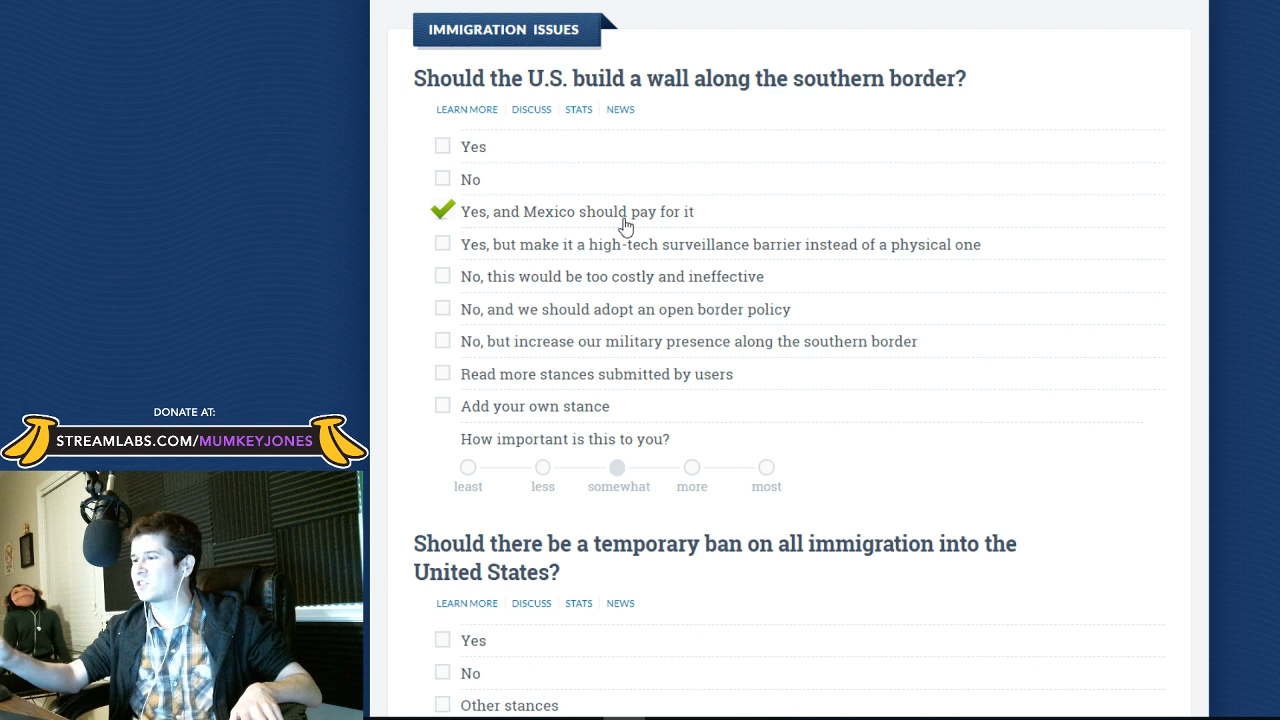 IMMIGRATION ISSUES
Should the U.S. build a wall along the southern border?
LEARN MORE DISCUSS STATS NEWS
Yes
No
Yes, and Mexico should pay for it
Yes, but make it a high-tech surveillance barrier instead of a physical one
No, this would be too costly and ineffective
No, and we should adopt an open border policy
No, but increase our military presence along the southern border
Read more stances submitted by users
Add your own stance
How important is this to you?
least less somewhat more most
Should there be a temporary ban on all immigration into the
United States?
LEARN MORE DISCUSS STATS NEWS
Yes
No
Other stances
DONATE AT:
STREAMLABS.COM/MUMKEYJONES